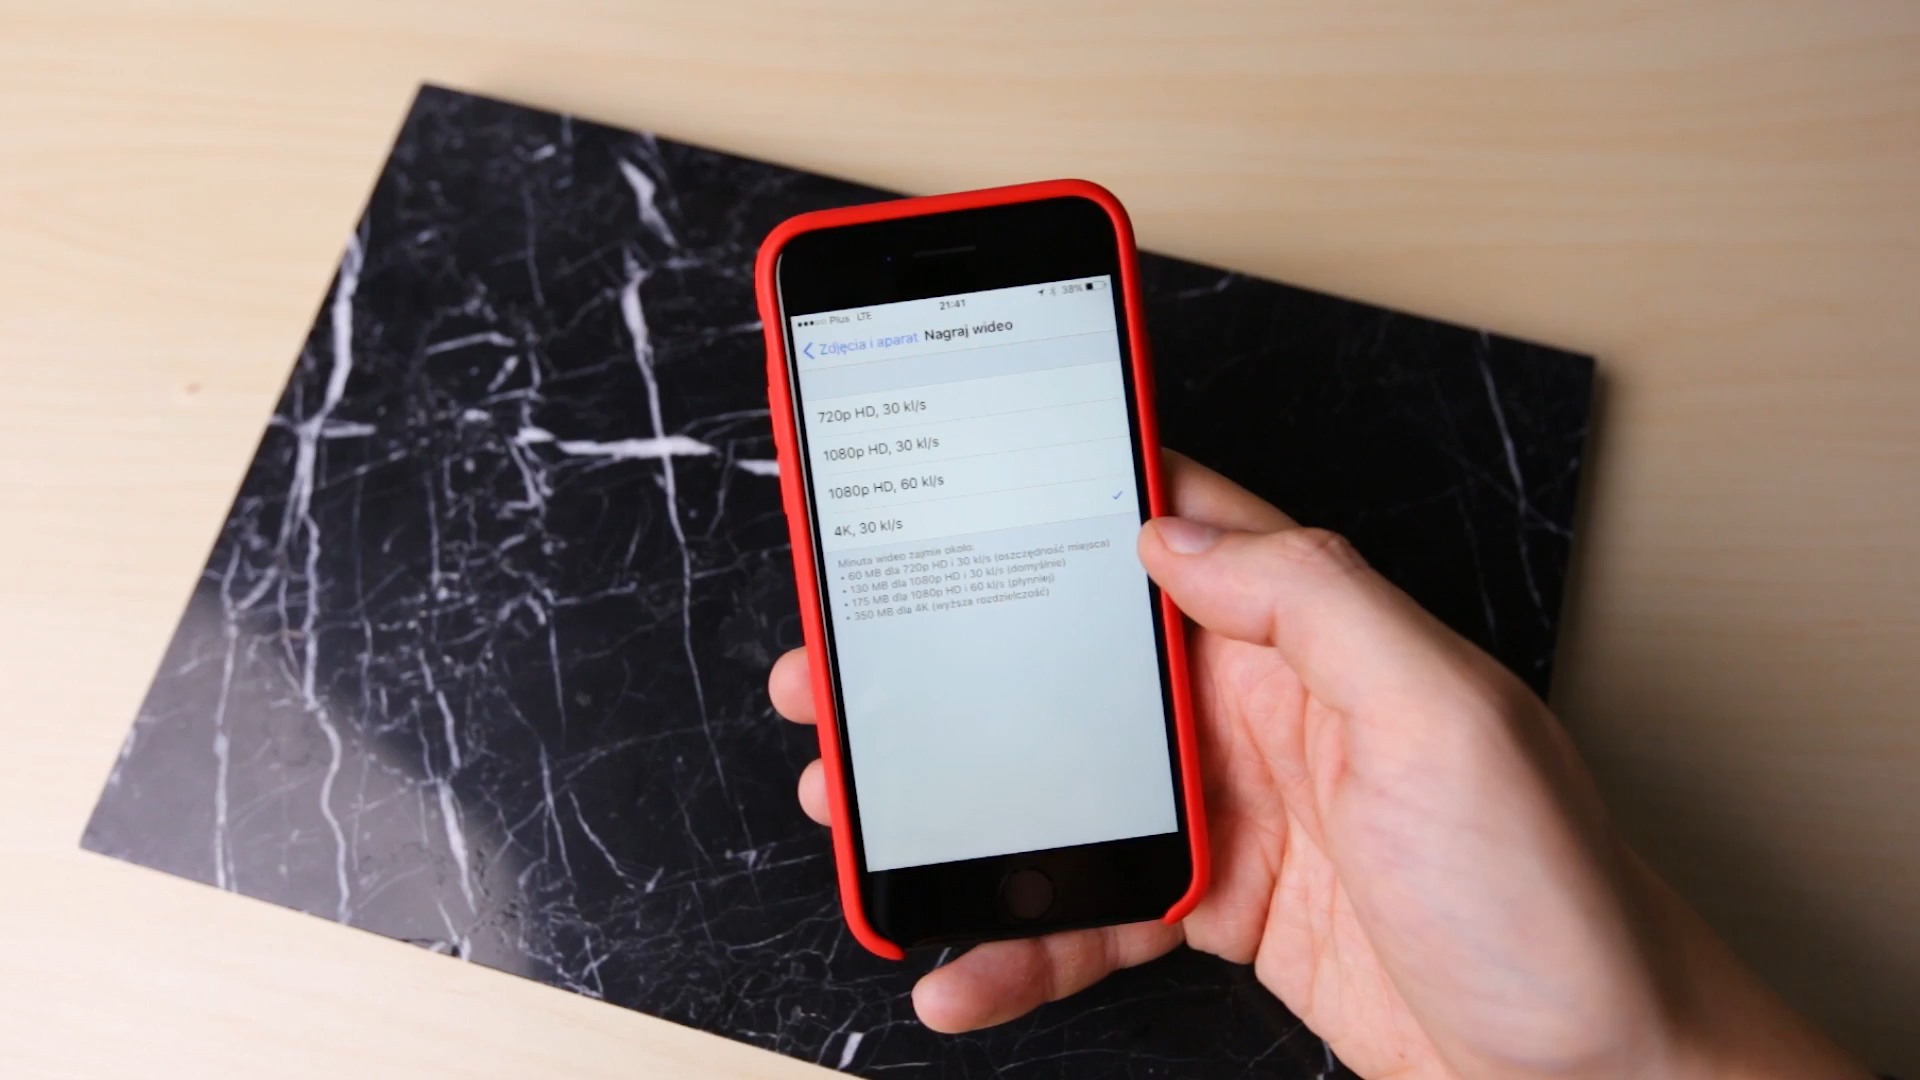 Plus LTE 21:41 38%
Zdjęcia i aparat Nagraj wideo
720p HD, 30 kl/s
1080p HD, 30 kl/s
1080p HD, 60 kl/s
4K, 30 kl/s
Minuta wideo zajmie około:
• 60 MB dla 720p HD i 30 kl/s (oszczędność miejsca)
• 130 MB dla 1080p HD i 30 kl/s (domyślnie)
• 175 MB dla 1080p HD i 60 kl/s (płynniej)
• 350 MB dla 4K (wyższa rozdzielczość)